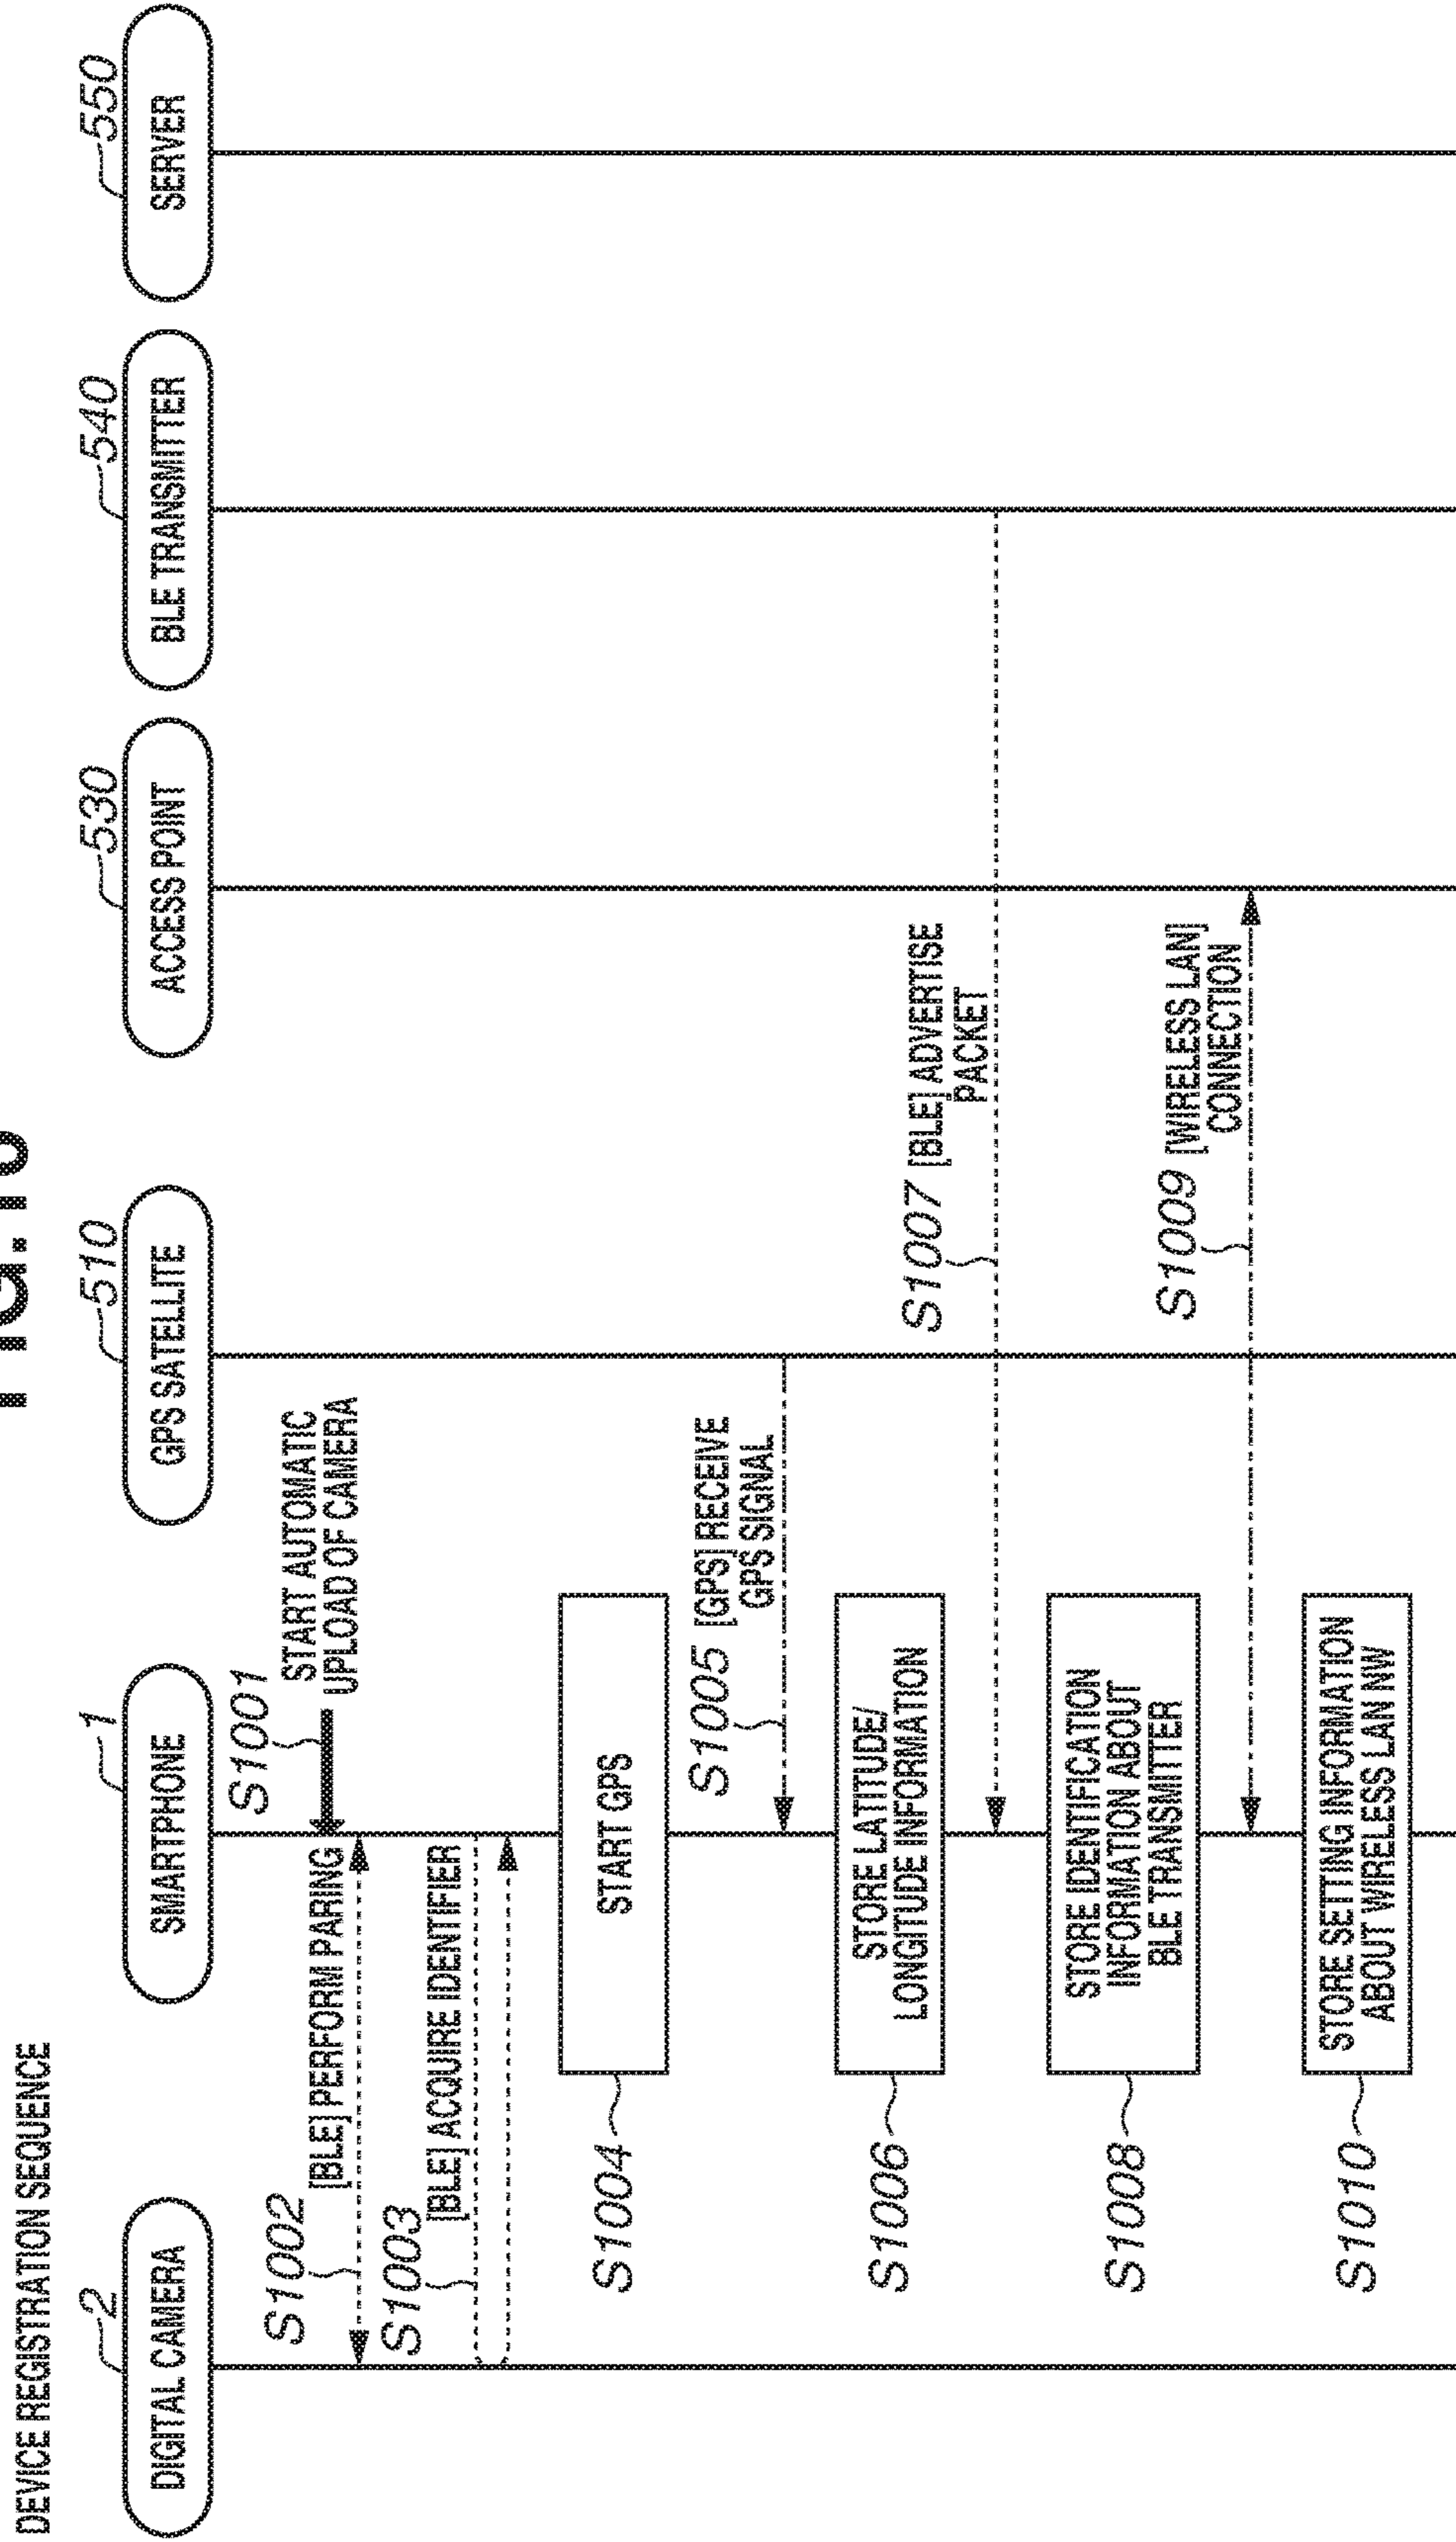 DEVICE REGISTRATION SEQUENCE
2
DIGITAL CAMERA
1
SMARTPHONE
510
GPS SATELLITE
530
ACCESS POINT
540
BLE TRANSMITTER
550
SERVER
S1001
START AUTOMATIC
UPLOAD OF CAMERA
S1002
[BLE] PERFORM PARING
S1003
[BLE] ACQUIRE IDENTIFIER
S1004
START GPS
S1005
[GPS] RECEIVE
GPS SIGNAL
S1006
STORE LATITUDE/
LONGITUDE INFORMATION
S1007
[BLE] ADVERTISE
PACKET
S1008
STORE IDENTIFICATION
INFORMATION ABOUT
BLE TRANSMITTER
S1009
[WIRELESS LAN]
CONNECTION
S1010
STORE SETTING INFORMATION
ABOUT WIRELESS LAN NW